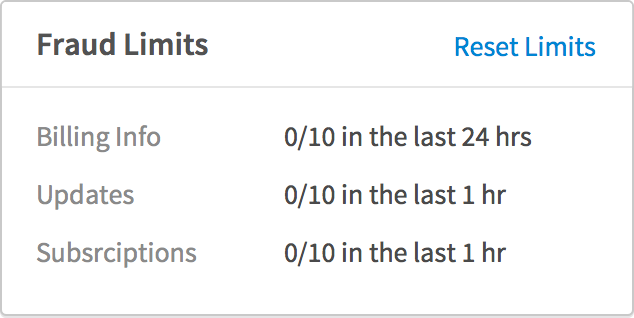 Fraud Limits Reset Limits
Billing Info 0/10 in the last 24 hrs
Updates 0/10 in the last 1 hr
Subsrciptions 0/10 in the last 1 hr